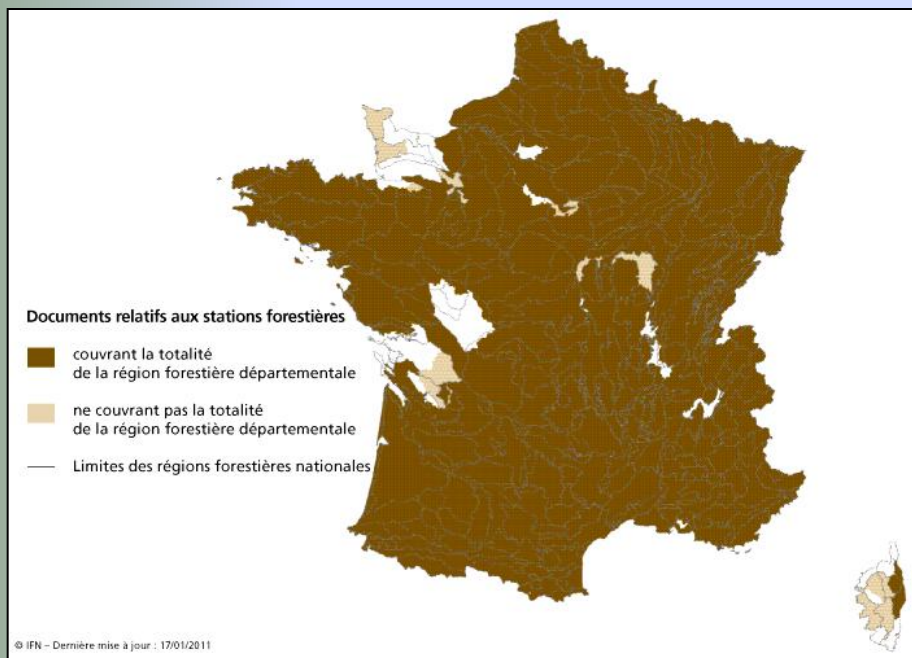 Documents relatifs aux stations forestières
couvrant la totalité
de la région forestière départementale
ne couvrant pas la totalité
de la région forestière départementale
Limites des régions forestières nationales
© IFN – Dernière mise à jour : 17/01/2011